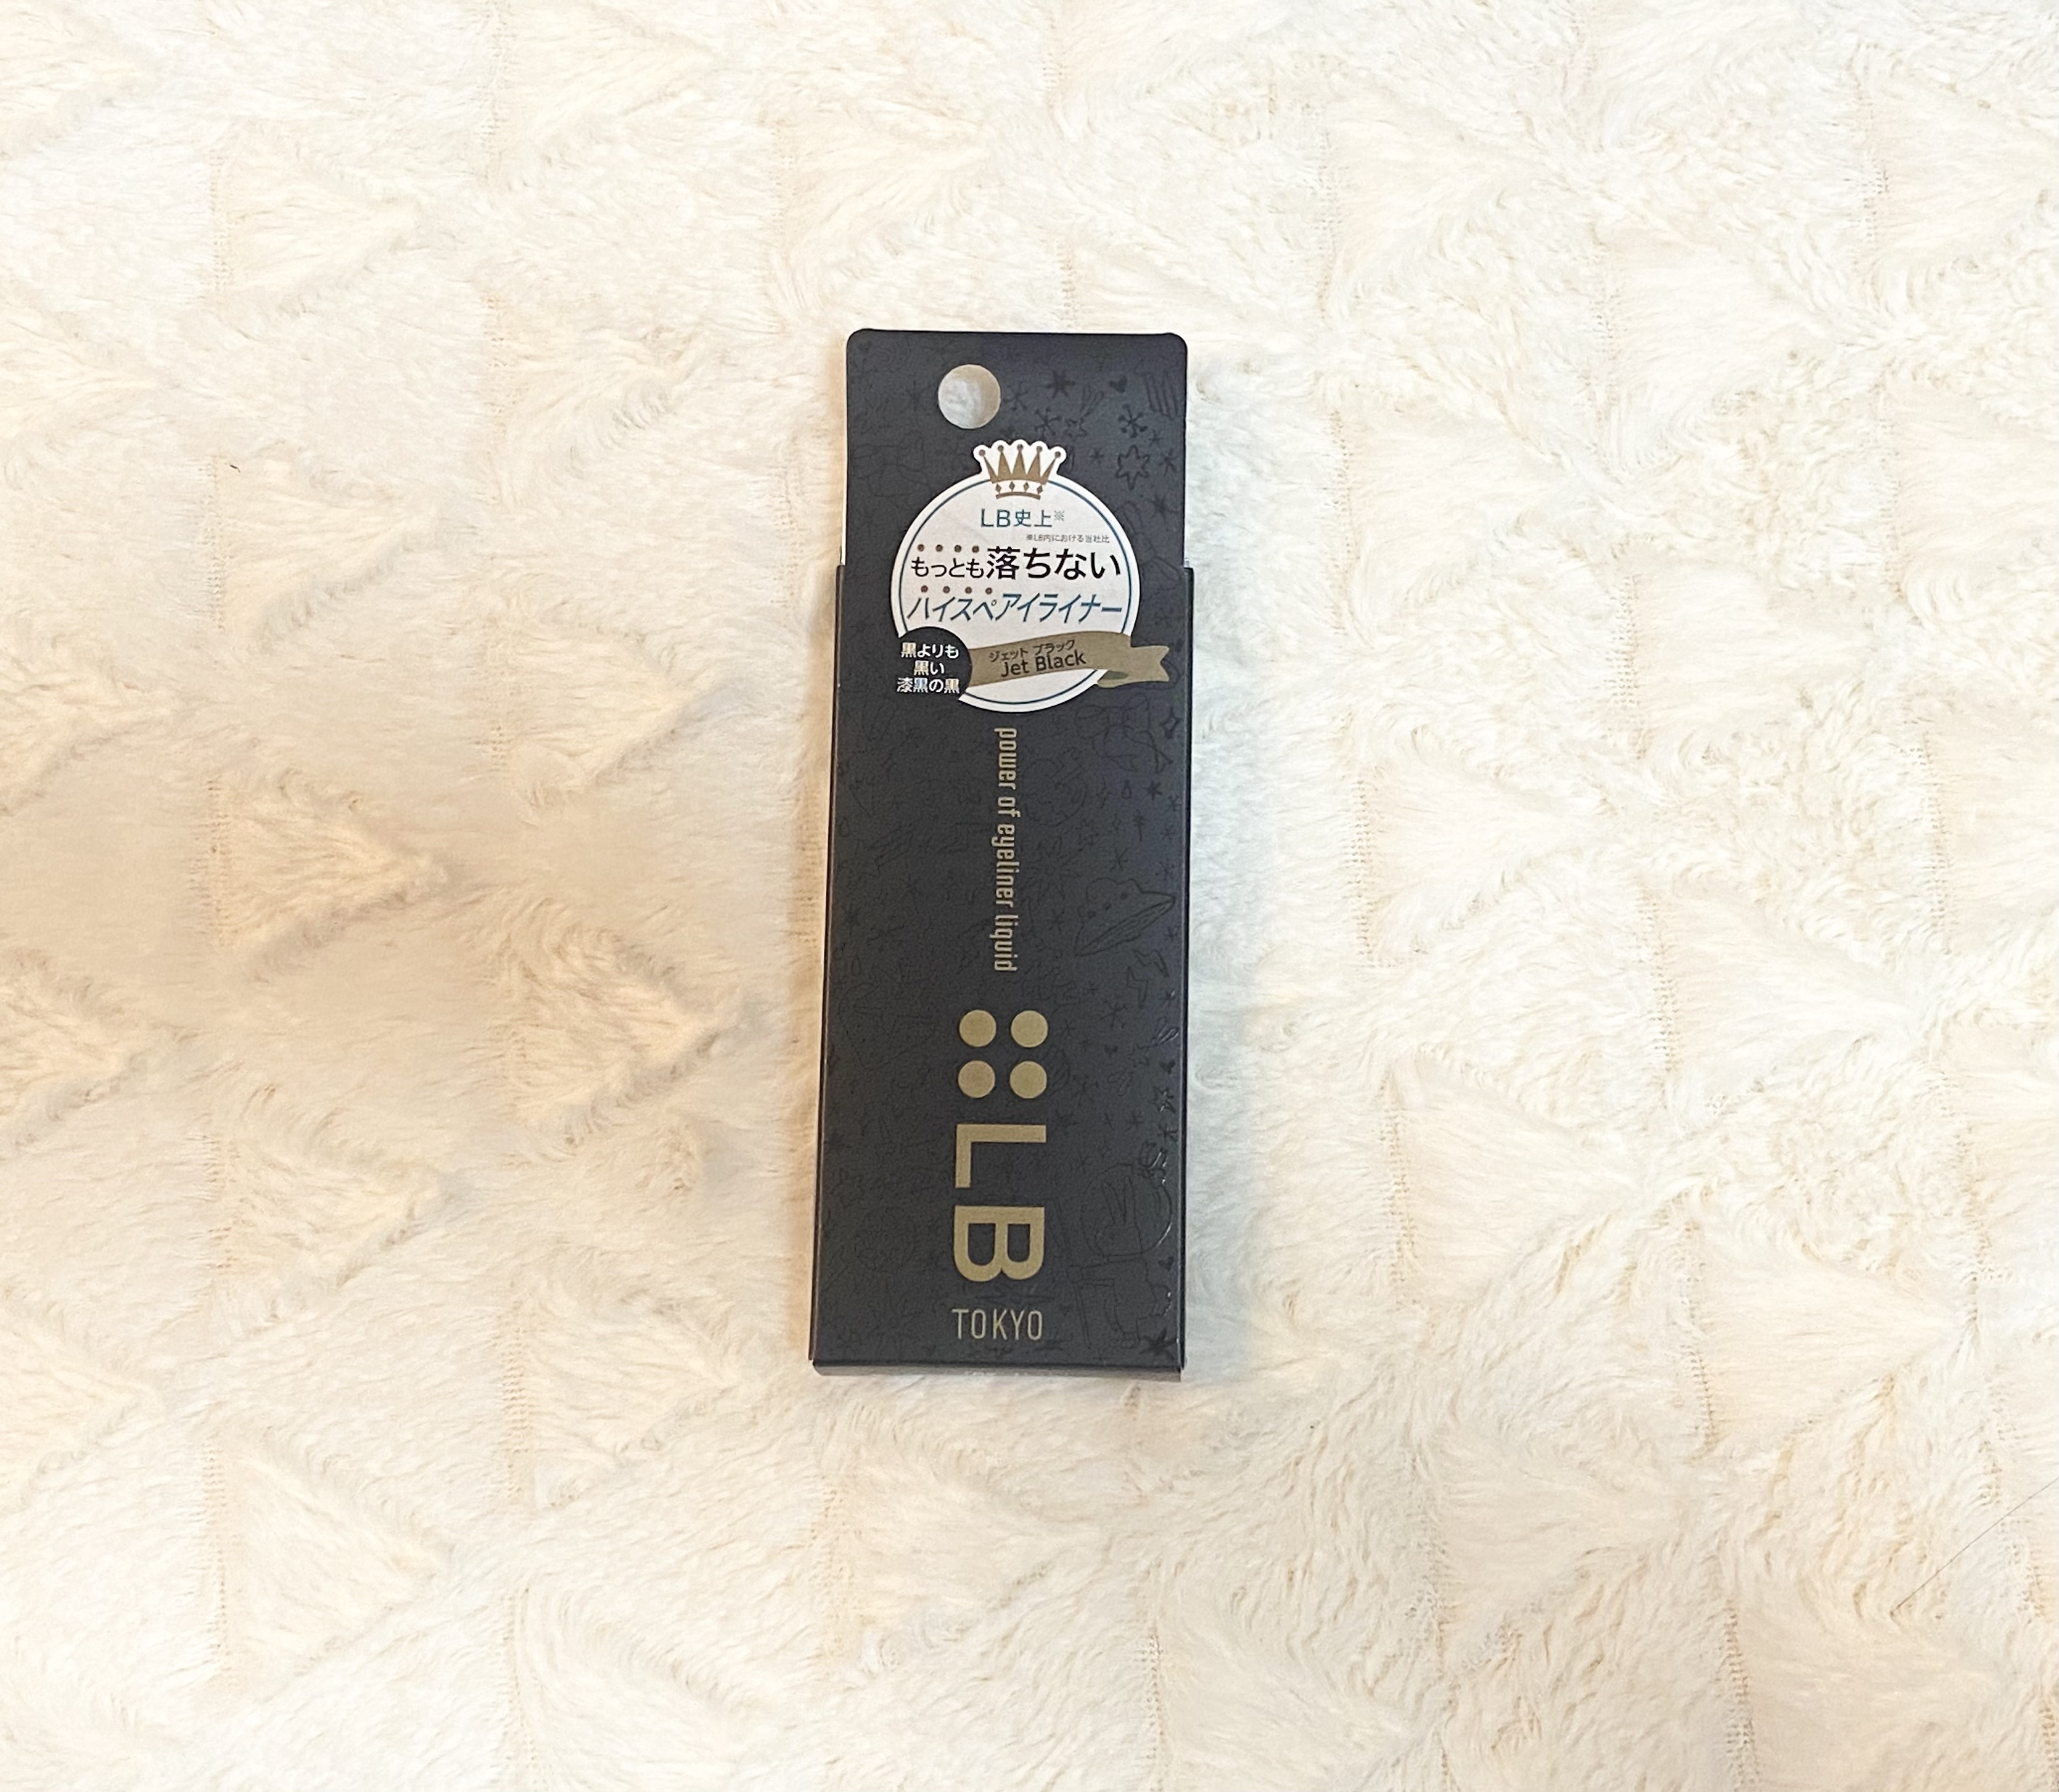 LB史上※
※LB内における当社比
もっとも落ちない
ハイスペアイライナー
ジェット ブラック
Jet Black
黒よりも
黒い
漆黒の黒
power of eyeliner liquid
LB
TOKYO